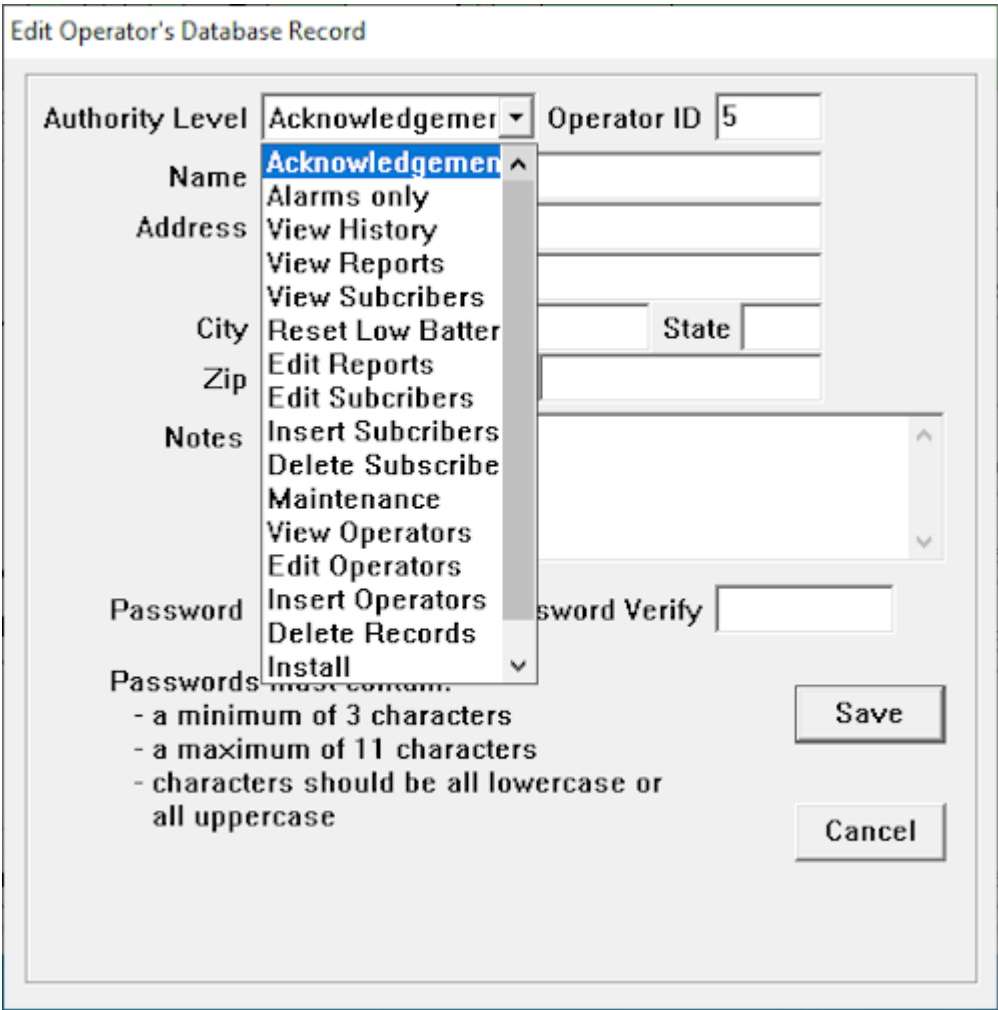 Edit Operator's Database Record
Authority Level Acknowledgemer Operator ID 5
Acknowledgemen
Name
Alarms only
Address
View History
View Reports
View Subcribers
City Reset Low Batter State
Edit Reports
Zip
Edit Subcribers
Notes Insert Subcribers
Delete Subscribe
Maintenance
View Operators
Edit Operators
Insert Operators
Password sword Verify
Delete Records
Install
Passwords must contain:
- a minimum of 3 characters
- a maximum of 11 characters
- characters should be all lowercase or
all uppercase
Save
Cancel